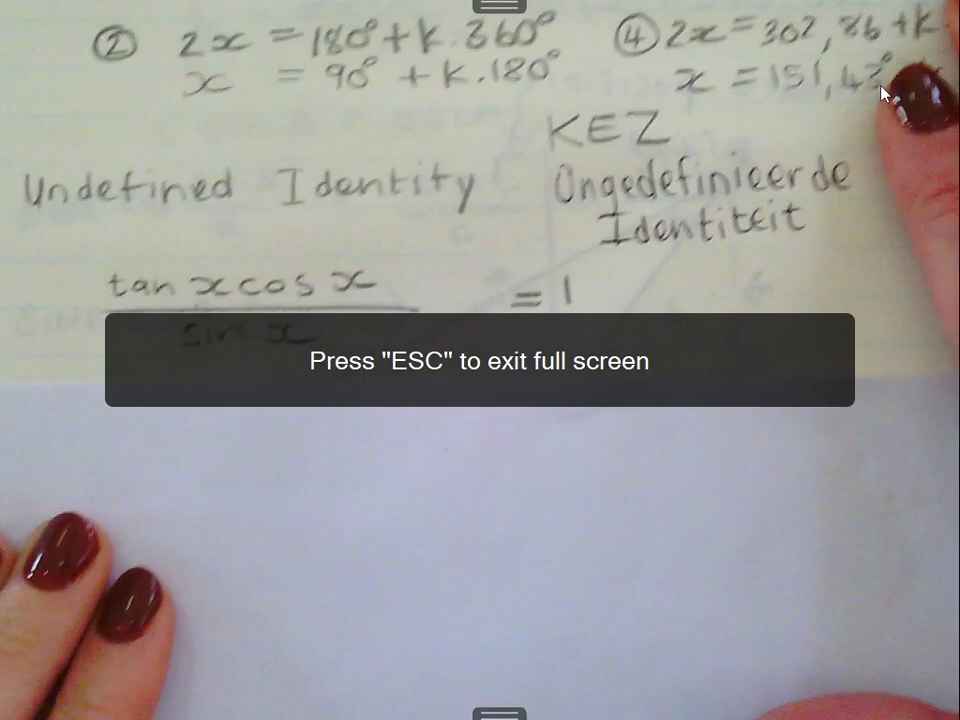 ② 2x = 180° + k.360°
x = 90° + k.180°
④ 2x = 302,86 + k.
x = 151,43°
KEZ
Undefined Identity
Ongedefinieerde
Identiteit
tan x cos x = 1
sin x
Press "ESC" to exit full screen